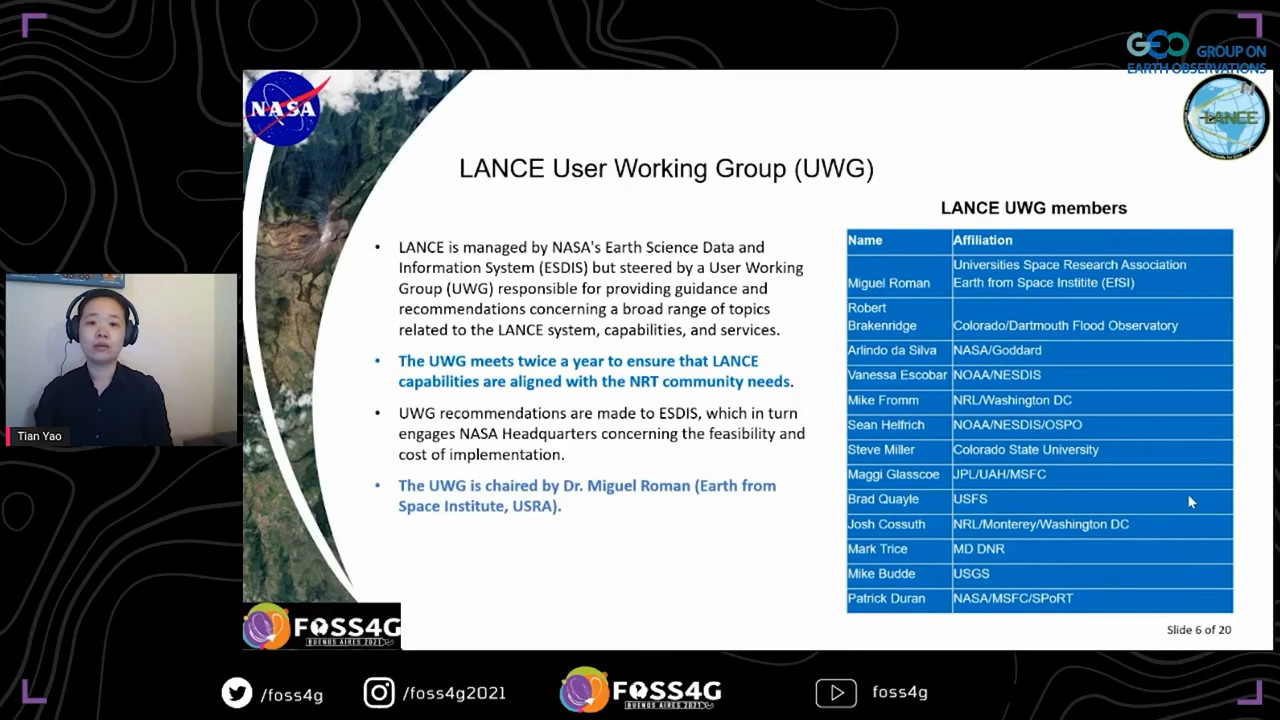 GEO GROUP ON
EARTH OBSERVATIONS
NASA
LANCE
LANCE User Working Group (UWG)
• LANCE is managed by NASA's Earth Science Data and
Information System (ESDIS) but steered by a User Working
Group (UWG) responsible for providing guidance and
recommendations concerning a broad range of topics
related to the LANCE system, capabilities, and services.
• The UWG meets twice a year to ensure that LANCE
capabilities are aligned with the NRT community needs.
• UWG recommendations are made to ESDIS, which in turn
engages NASA Headquarters concerning the feasibility and
cost of implementation.
• The UWG is chaired by Dr. Miguel Roman (Earth from
Space Institute, USRA).
LANCE UWG members
Name Affiliation
Universities Space Research Association
Miguel Roman Earth from Space Institite (EfSI)
Robert
Brakenridge Colorado/Dartmouth Flood Observatory
Arlindo da Silva NASA/Goddard
Vanessa Escobar NOAA/NESDIS
Mike Fromm NRL/Washington DC
Sean Helfrich NOAA/NESDIS/OSPO
Steve Miller Colorado State University
Maggi Glasscoe JPL/UAH/MSFC
Brad Quayle USFS
Josh Cossuth NRL/Monterey/Washington DC
Mark Trice MD DNR
Mike Budde USGS
Patrick Duran NASA/MSFC/SPoRT
Slide 6 of 20
Tian Yao
FOSS4G
BUENOS AIRES 2021
/foss4g
/foss4g2021
FOSS4G
BUENOS AIRES 2021
foss4g